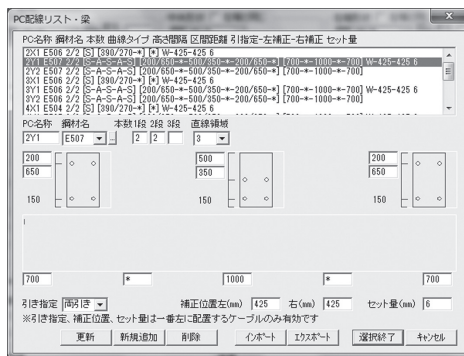 PC配線リスト・梁
PC名称 鋼材名 本数 曲線タイプ 高さ間隔 区間距離 引指定-左補正-右補正 セット量
2X1 E506 2/2 [S] [390/270-*] [*] W-425-425 6
2Y1 E507 2/2 [S-A-S-A-S] [200/650-*-500/350-*-200/650-*] [700-*-1000-*-700] W-425-425 6
2Y2 E507 2/2 [S-A-S-A-S] [200/650-*-500/350-*-200/650-*] [700-*-1000-*-700]
3X1 E506 2/2 [S] [390/270-*] [*] W-425-425 6
3Y1 E506 2/2 [S-A-S-A-S] [200/650-*-500/350-*-200/650-*] [700-*-1000-*-700] W-425-425 6
3Y2 E506 2/2 [S-A-S-A-S] [200/650-*-500/350-*-200/650-*] [700-*-1000-*-700]
4X1 E504 2/2 [S] [390/270-*] [*] W-425-425 6
PC名称 鋼材名 本数1段 2段 3段 直線領域
2Y1 E507 2 2 3
200 500 200
650 350 650
150 150 150
700 * 1000 * 700
引き指定 両引き 補正位置左(mm) 425 右(mm) 425 セット量(mm) 6
※引き指定、補正位置、セット量は一番左に配置するケーブルのみ有効です
更新 新規追加 削除 インポート エクスポート 選択終了 キャンセル